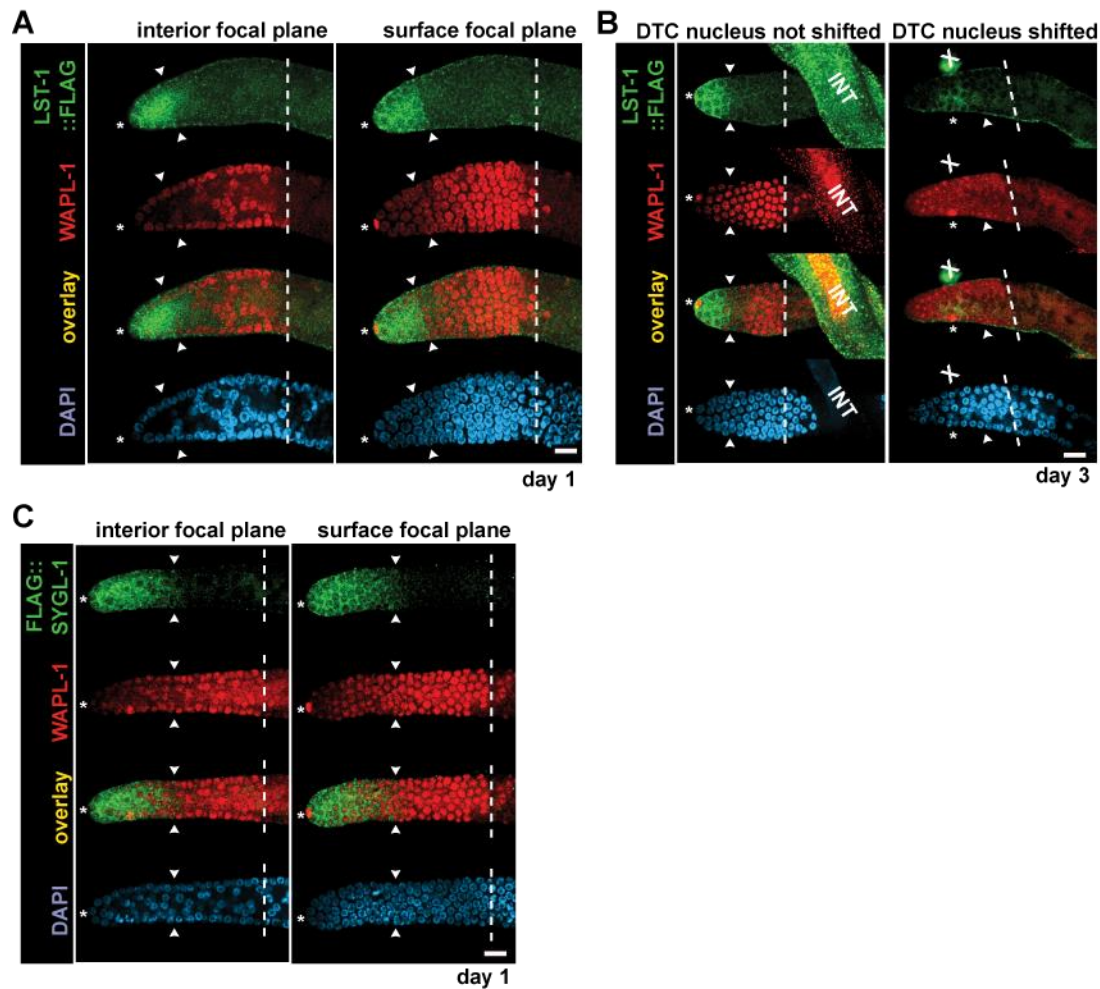 A
interior focal plane
surface focal plane
LST-1
::FLAG
*
*
WAPL-1
*
*
overlay
*
*
DAPI
*
*
day 1
B
DTC nucleus not shifted
DTC nucleus shifted
LST-1
::FLAG
*
INT
X
*
WAPL-1
*
INT
X
*
overlay
*
INT
X
*
DAPI
*
INT
X
*
day 3
C
interior focal plane
surface focal plane
FLAG::
SYGL-1
*
*
WAPL-1
*
*
overlay
*
*
DAPI
*
*
day 1